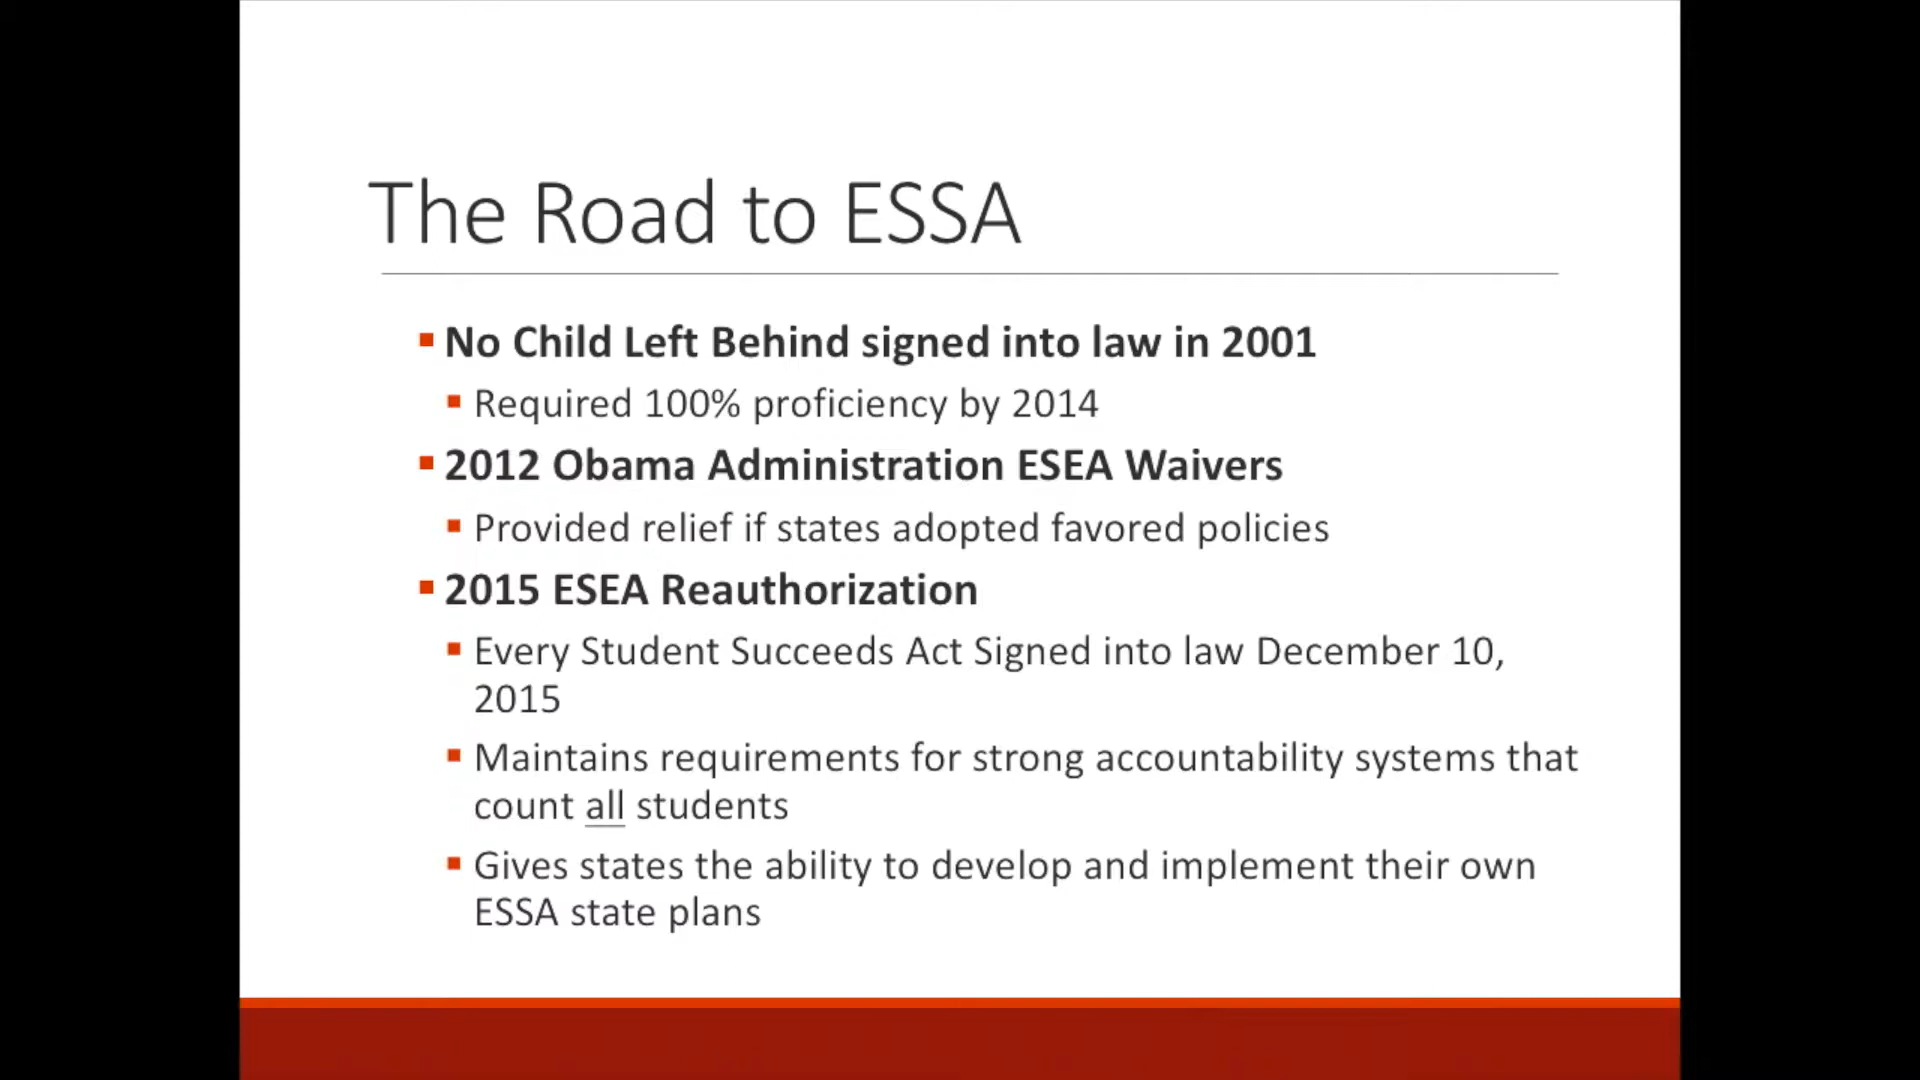 The Road to ESSA
No Child Left Behind signed into law in 2001
Required 100% proficiency by 2014
2012 Obama Administration ESEA Waivers
Provided relief if states adopted favored policies
2015 ESEA Reauthorization
Every Student Succeeds Act Signed into law December 10,
2015
Maintains requirements for strong accountability systems that
count all students
Gives states the ability to develop and implement their own
ESSA state plans